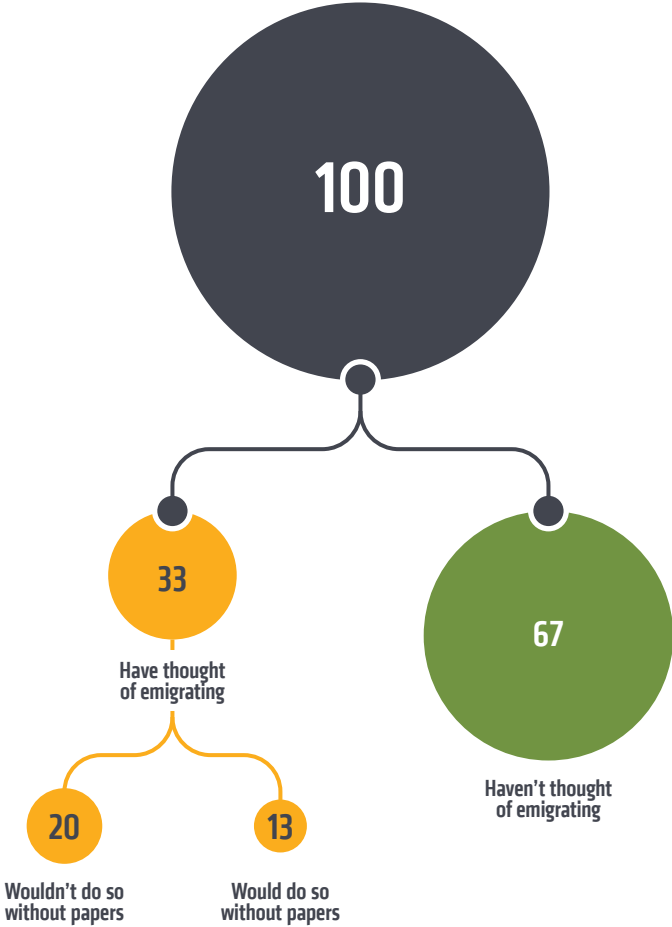 100
33
67
Have thought
of emigrating
Haven't thought
of emigrating
20
13
Wouldn't do so
without papers
Would do so
without papers